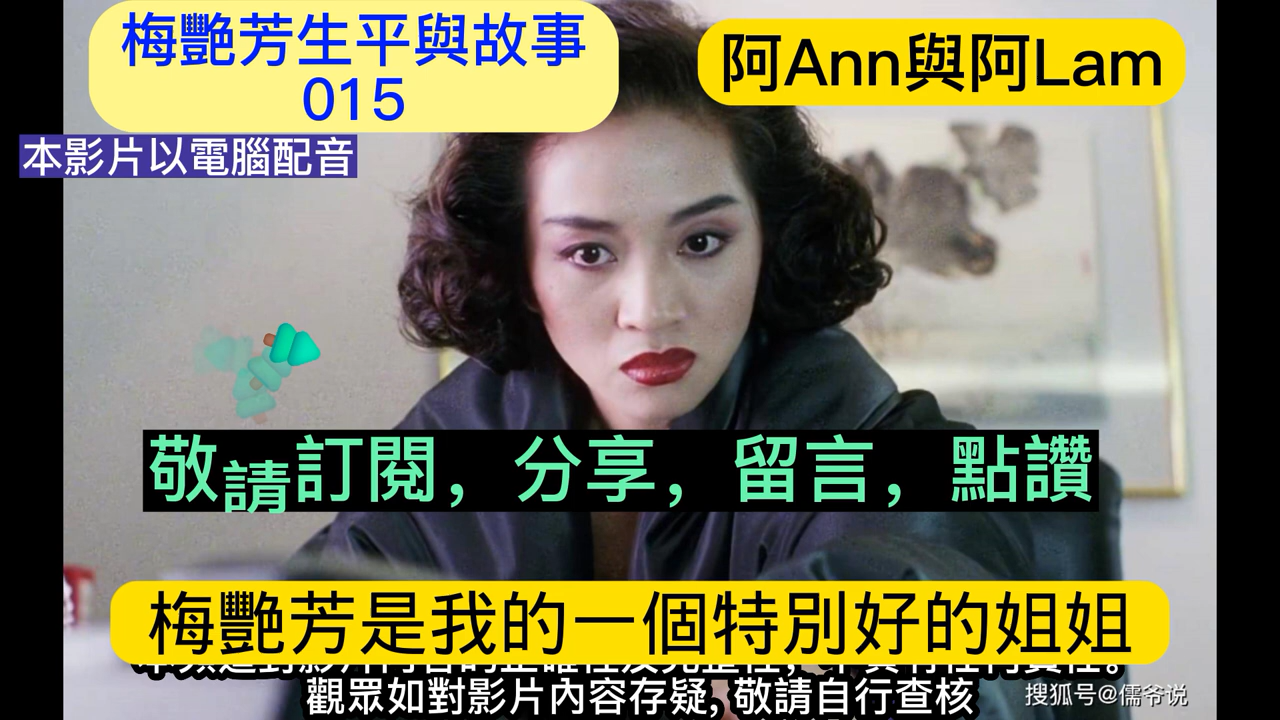 梅艷芳生平與故事
015
阿Ann與阿Lam
本影片以電腦配音
敬請訂閱，分享，留言，點讚
梅艷芳是我的一個特別好的姐姐
觀眾如對影片內容存疑，敬請自行查核
搜狐号@儒爷说